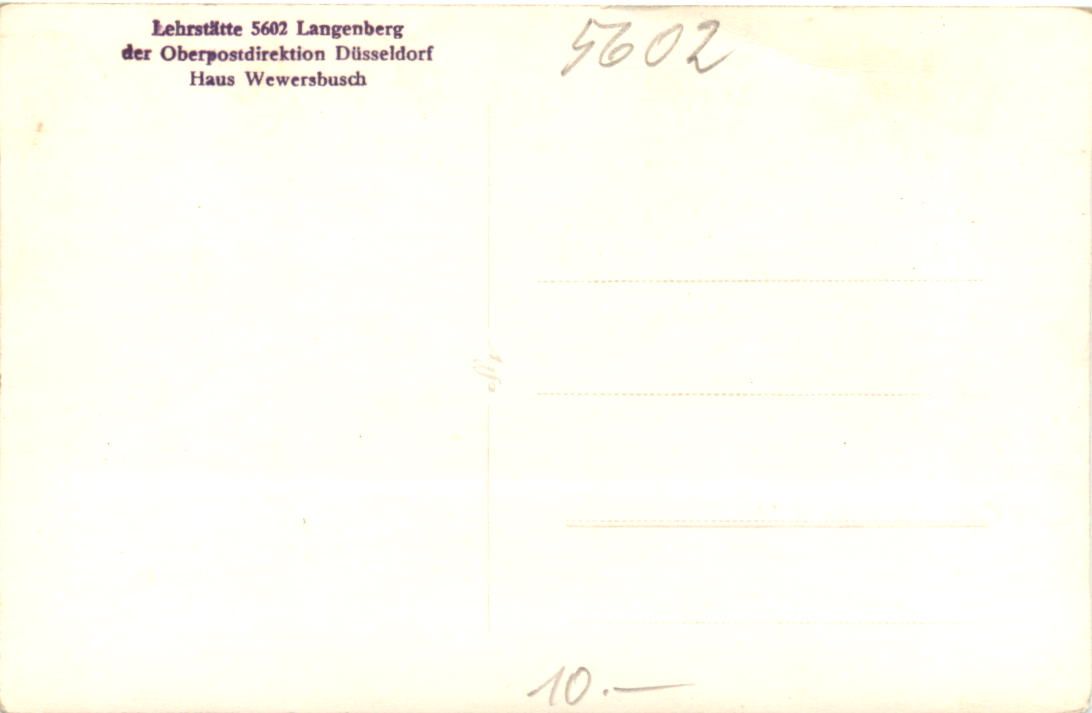 Lehrstätte 5602 Langenberg
der Oberpostdirektion Düsseldorf
Haus Wewersbusch
5602
10.—